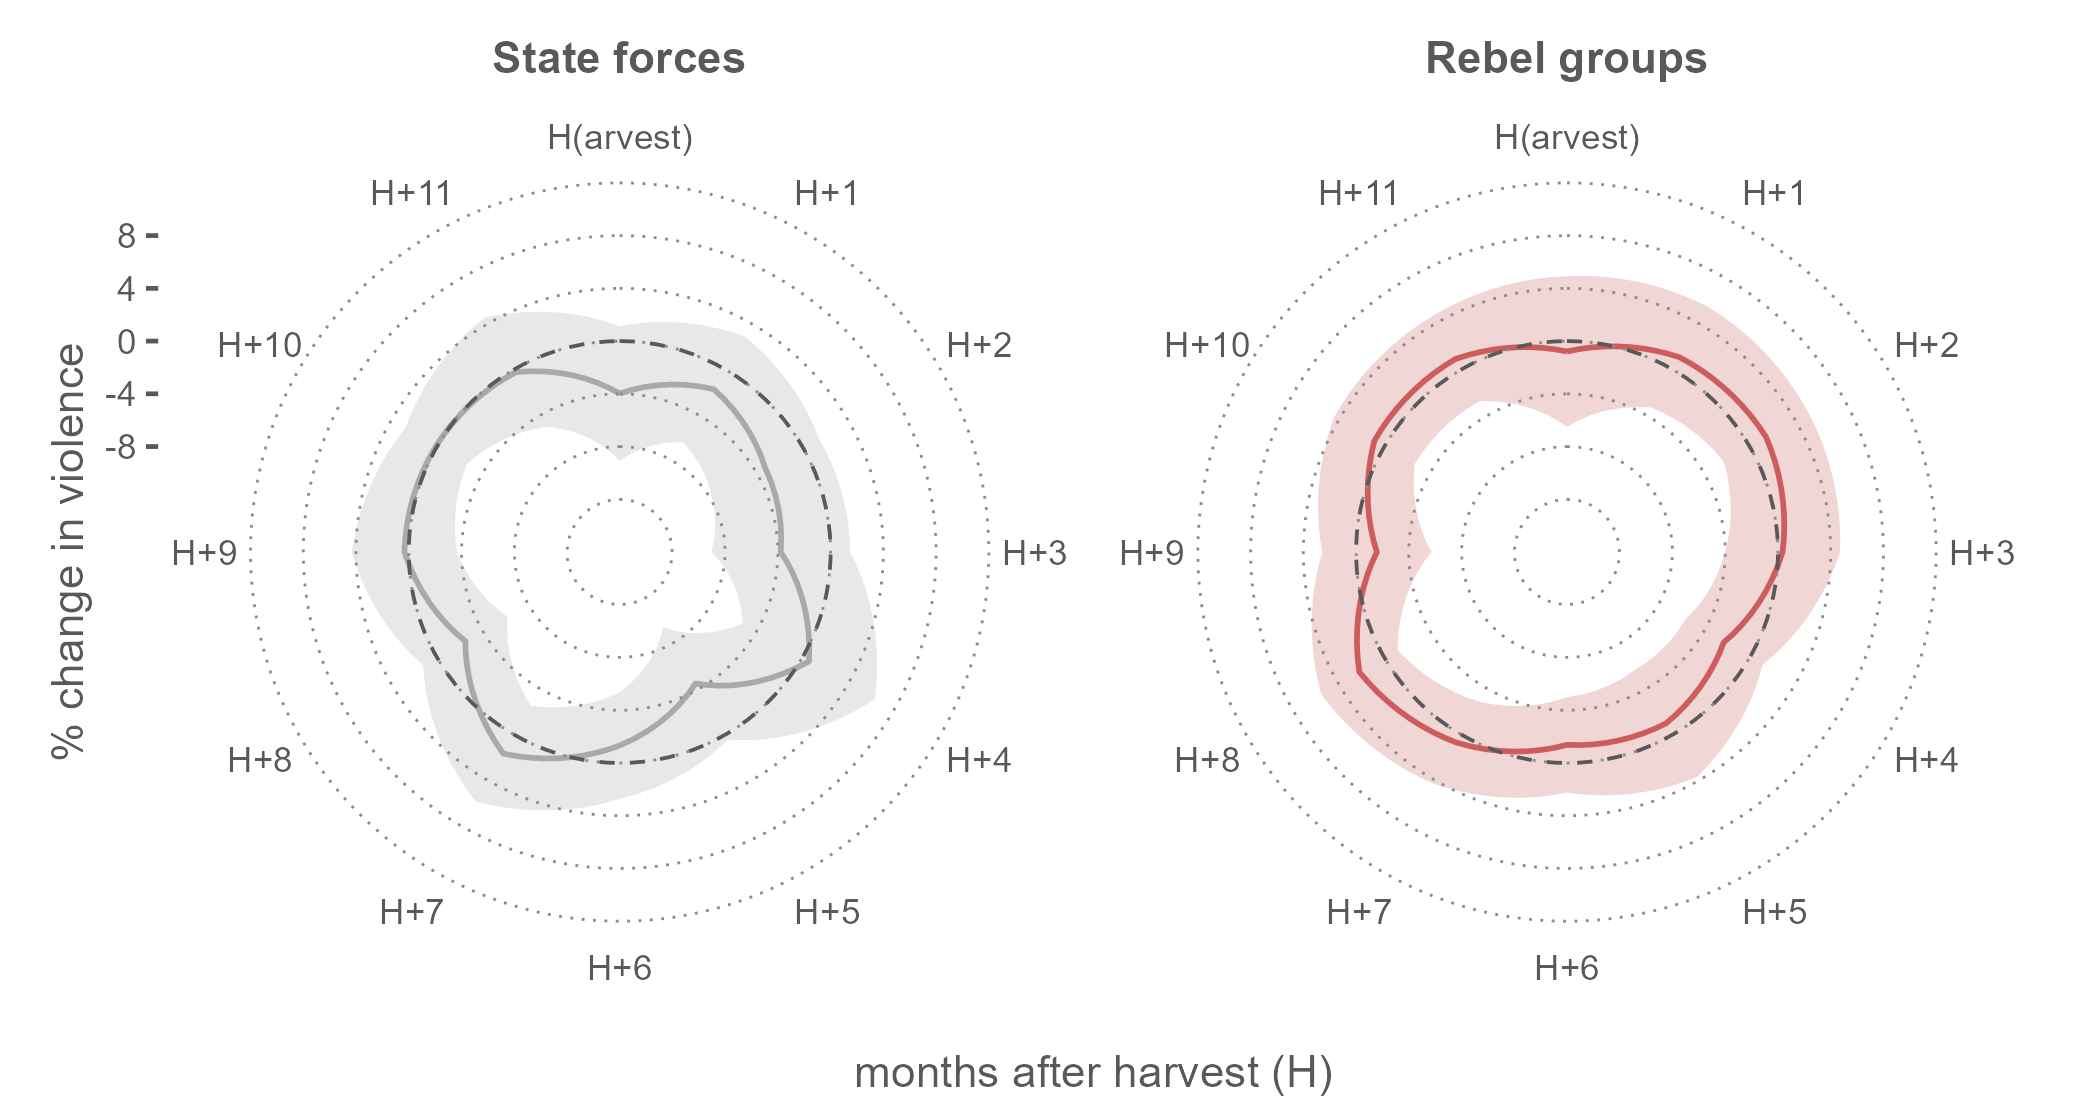 State forces
Rebel groups
H(arvest)
H+1
H+2
H+3
H+4
H+5
H+6
H+7
H+8
H+9
H+10
H+11
H(arvest)
H+1
H+2
H+3
H+4
H+5
H+6
H+7
H+8
H+9
H+10
H+11
8
4
0
-4
-8
% change in violence
months after harvest (H)